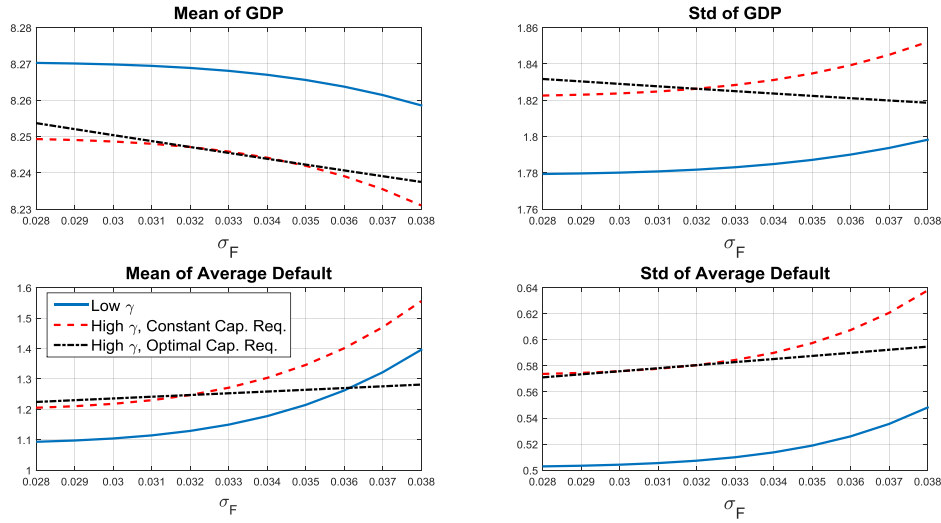 Mean of GDP
8.28
8.27
8.26
8.25
8.24
8.23
0.028 0.029 0.03 0.031 0.032 0.033 0.034 0.035 0.036 0.037 0.038
σF
Std of GDP
1.86
1.84
1.82
1.8
1.78
1.76
0.028 0.029 0.03 0.031 0.032 0.033 0.034 0.035 0.036 0.037 0.038
σF
Mean of Average Default
1.6
1.5
1.4
1.3
1.2
1.1
1
Low γ
High γ, Constant Cap. Req.
High γ, Optimal Cap. Req.
0.028 0.029 0.03 0.031 0.032 0.033 0.034 0.035 0.036 0.037 0.038
σF
Std of Average Default
0.64
0.62
0.6
0.58
0.56
0.54
0.52
0.5
0.028 0.029 0.03 0.031 0.032 0.033 0.034 0.035 0.036 0.037 0.038
σF